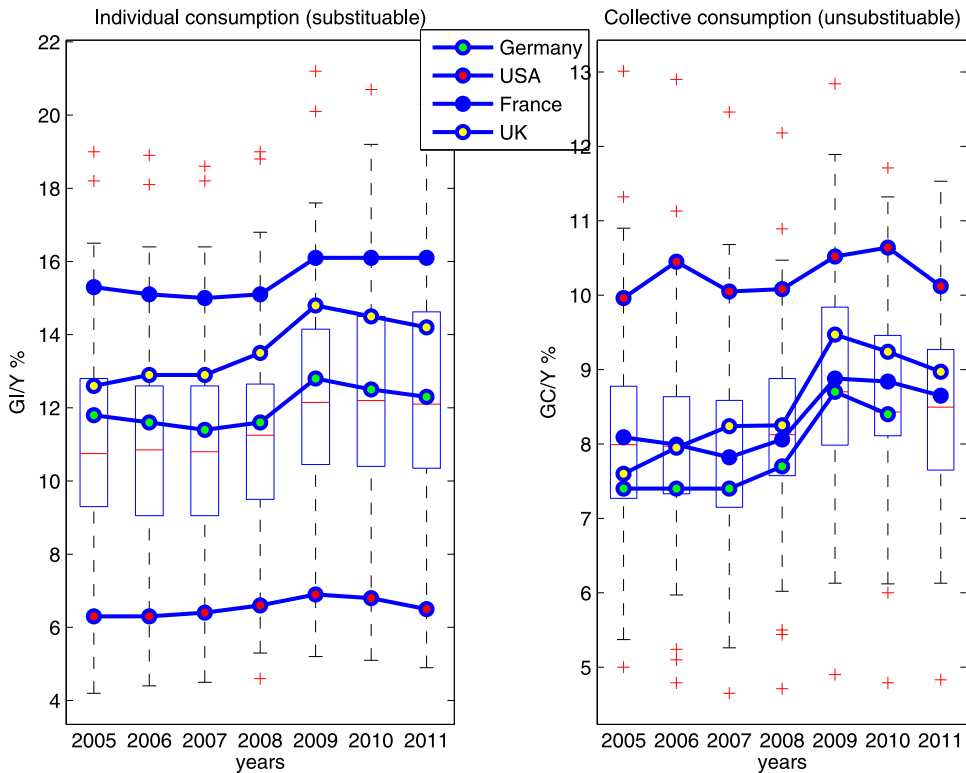 Individual consumption (substituable)
GI/Y %
22
20
18
16
14
12
10
8
6
4
2005 2006 2007 2008 2009 2010 2011
years
Germany
USA
France
UK
Collective consumption (unsubstituable)
GC/Y %
13
12
11
10
9
8
7
6
5
2005 2006 2007 2008 2009 2010 2011
years